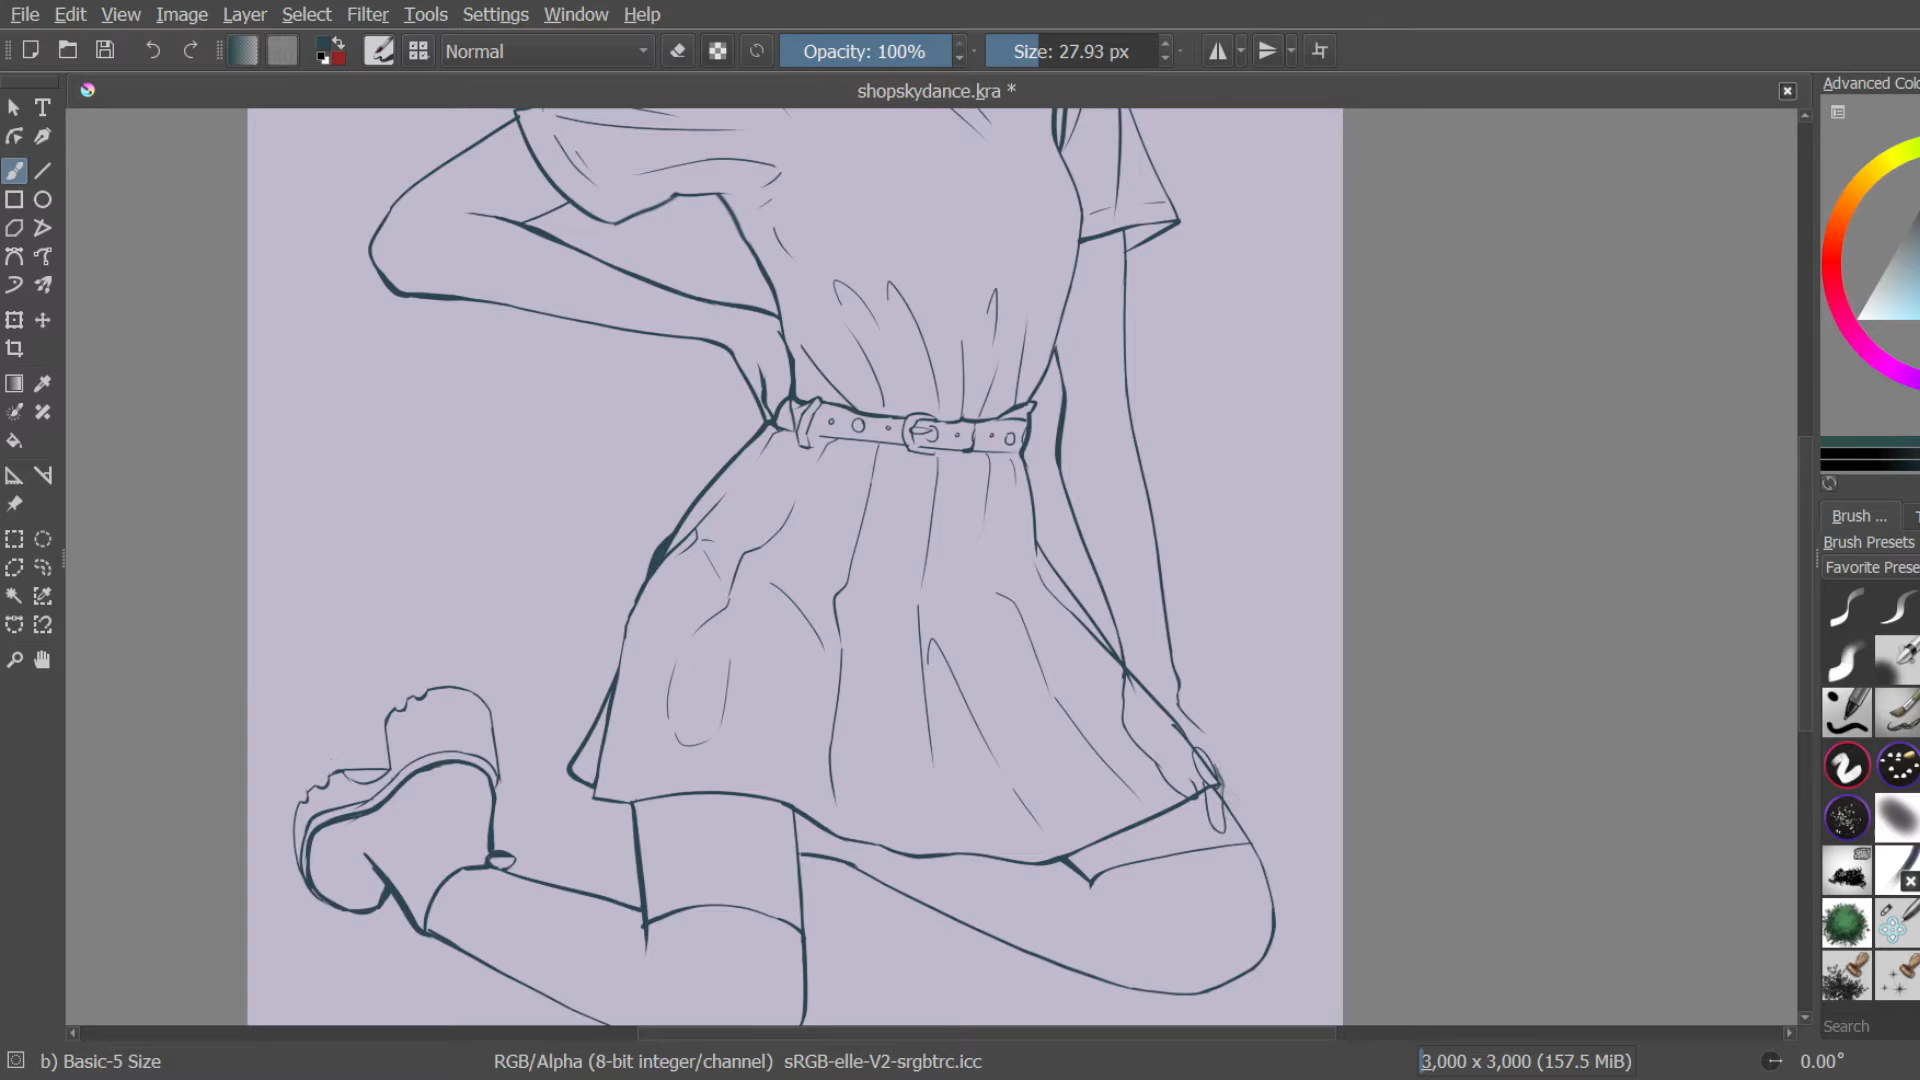 File Edit View Image Layer Select Filter Tools Settings Window Help
Normal Opacity: 100% Size: 27.93 px
shopskydance.kra *
Advanced Colo
Brush ... T
Brush Presets
Favorite Prese
Search
b) Basic-5 Size RGB/Alpha (8-bit integer/channel) sRGB-elle-V2-srgbtrc.icc 3,000 x 3,000 (157.5 MiB) 0.00°